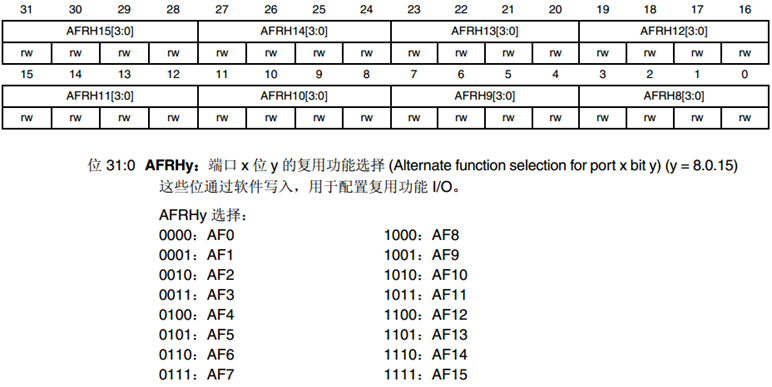 31 30 29 28 27 26 25 24 23 22 21 20 19 18 17 16
AFRH15[3:0] AFRH14[3:0] AFRH13[3:0] AFRH12[3:0]
rw rw rw rw rw rw rw rw rw rw rw rw rw rw rw rw
15 14 13 12 11 10 9 8 7 6 5 4 3 2 1 0
AFRH11[3:0] AFRH10[3:0] AFRH9[3:0] AFRH8[3:0]
rw rw rw rw rw rw rw rw rw rw rw rw rw rw rw rw
位 31:0 AFRHy：端口 x 位 y 的复用功能选择 (Alternate function selection for port x bit y) (y = 8.0.15)
这些位通过软件写入，用于配置复用功能 I/O。
AFRHy 选择：
0000：AF0 1000：AF8
0001：AF1 1001：AF9
0010：AF2 1010：AF10
0011：AF3 1011：AF11
0100：AF4 1100：AF12
0101：AF5 1101：AF13
0110：AF6 1110：AF14
0111：AF7 1111：AF15